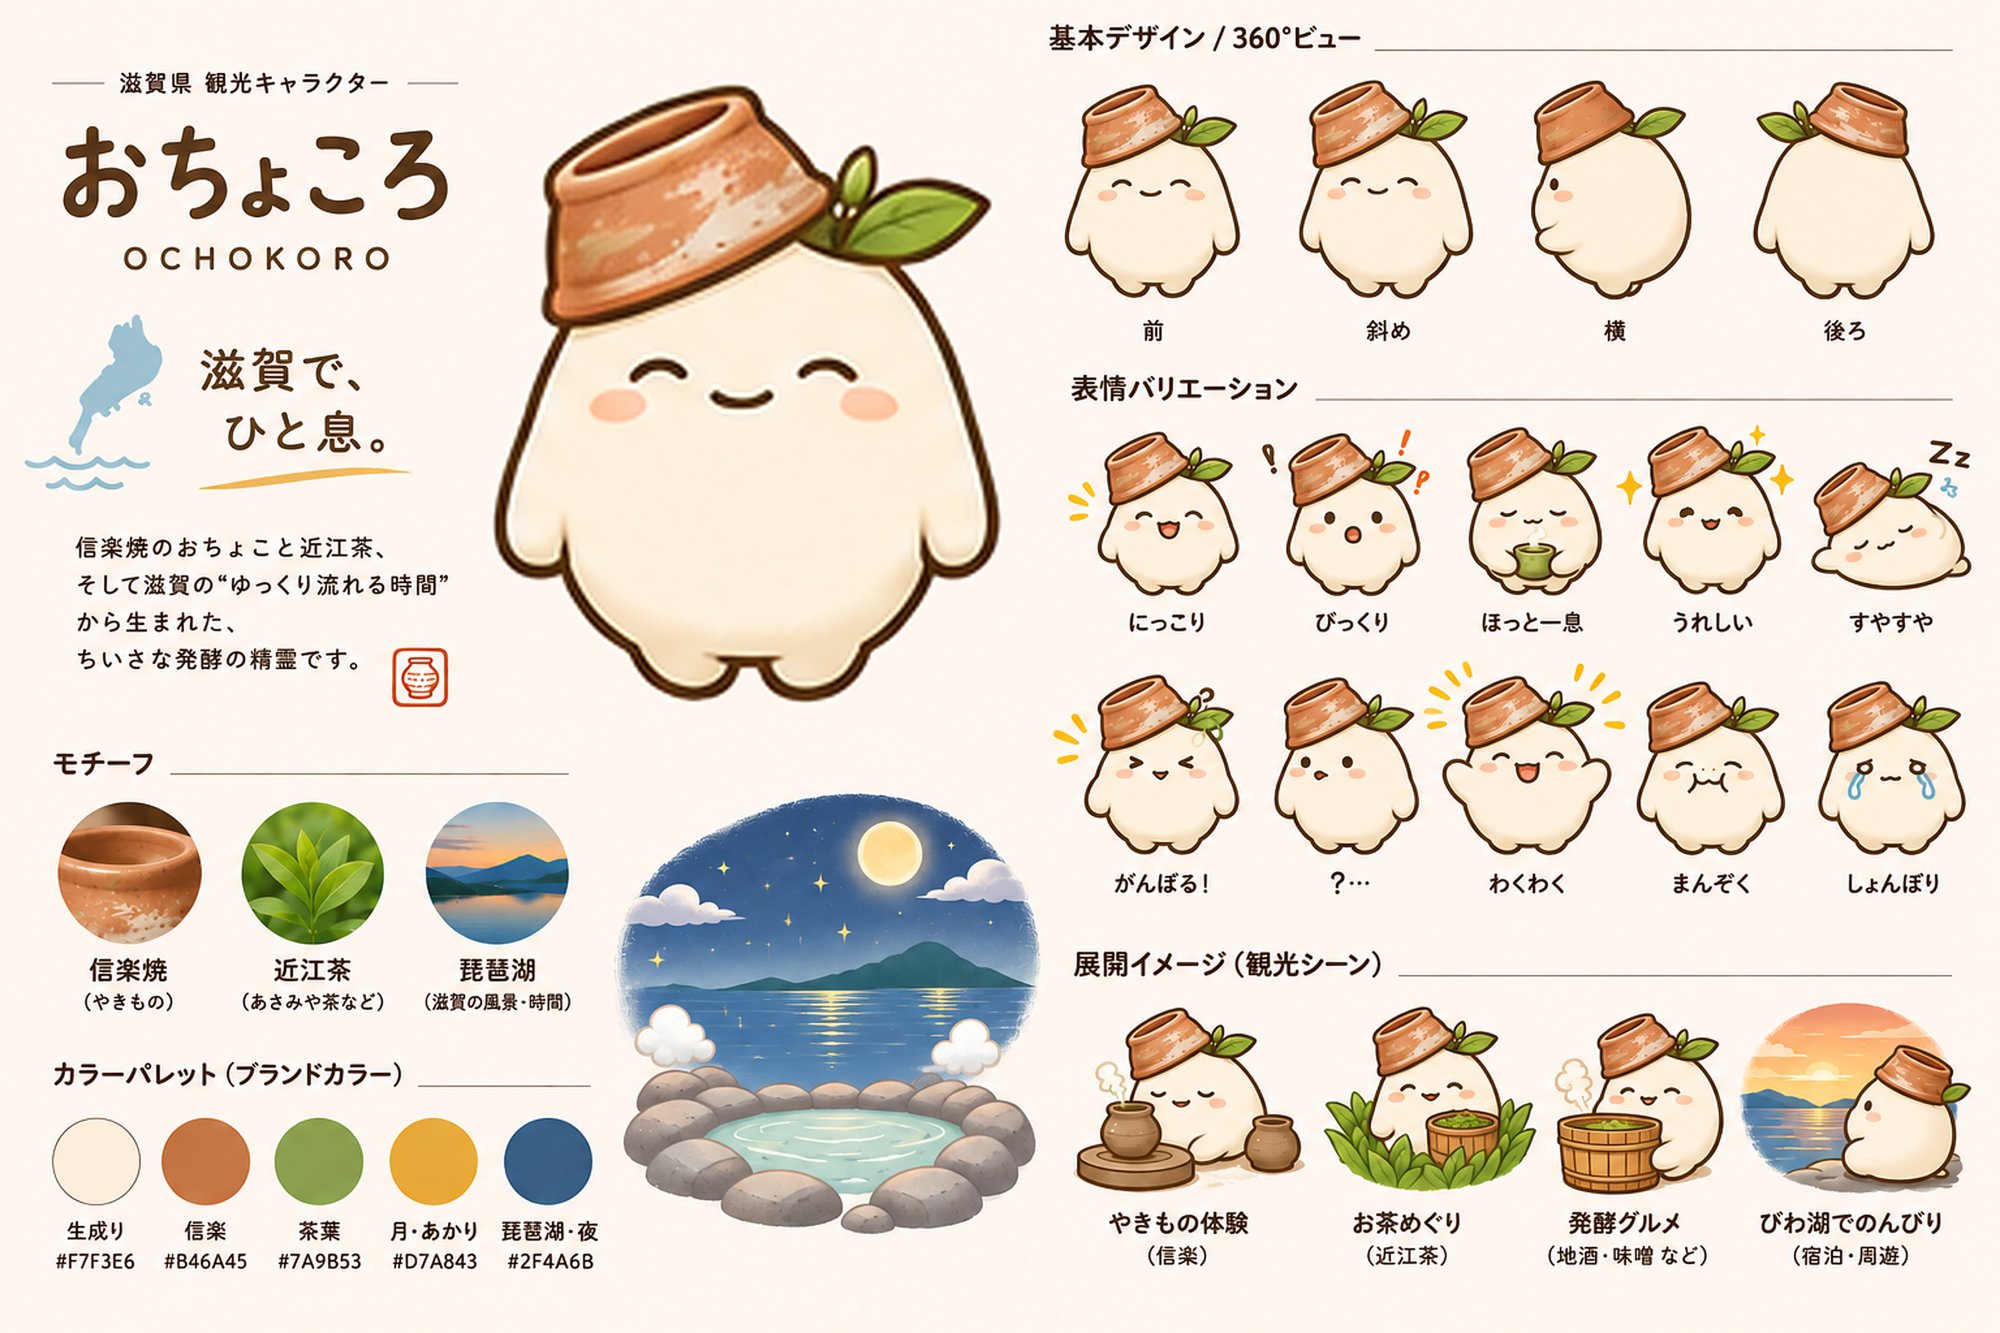 滋賀県 観光キャラクター
おちょころ
OCHOKORO
滋賀で、
ひと息。
信楽焼のおちょこと近江茶、
そして滋賀の“ゆっくり流れる時間”
から生まれた、
ちいさな発酵の精霊です。
モチーフ
信楽焼
(やきもの)
近江茶
(あさみや茶など)
琵琶湖
(滋賀の風景・時間)
カラーパレット(ブランドカラー)
生成り
#F7F3E6
信楽
#B46A45
茶葉
#7A9B53
月・あかり
#D7A843
琵琶湖・夜
#2F4A6B
基本デザイン / 360°ビュー
前
斜め
横
後ろ
表情バリエーション
! ! ?
Zz
にっこり
びっくり
ほっと一息
うれしい
すやすや
?
がんぼる!
?…
わくわく
まんぞく
しょんぼり
展開イメージ(観光シーン)
やきもの体験
(信楽)
お茶めぐり
(近江茶)
発酵グルメ
(地酒・味噌 など)
びわ湖でのんびり
(宿泊・周遊)